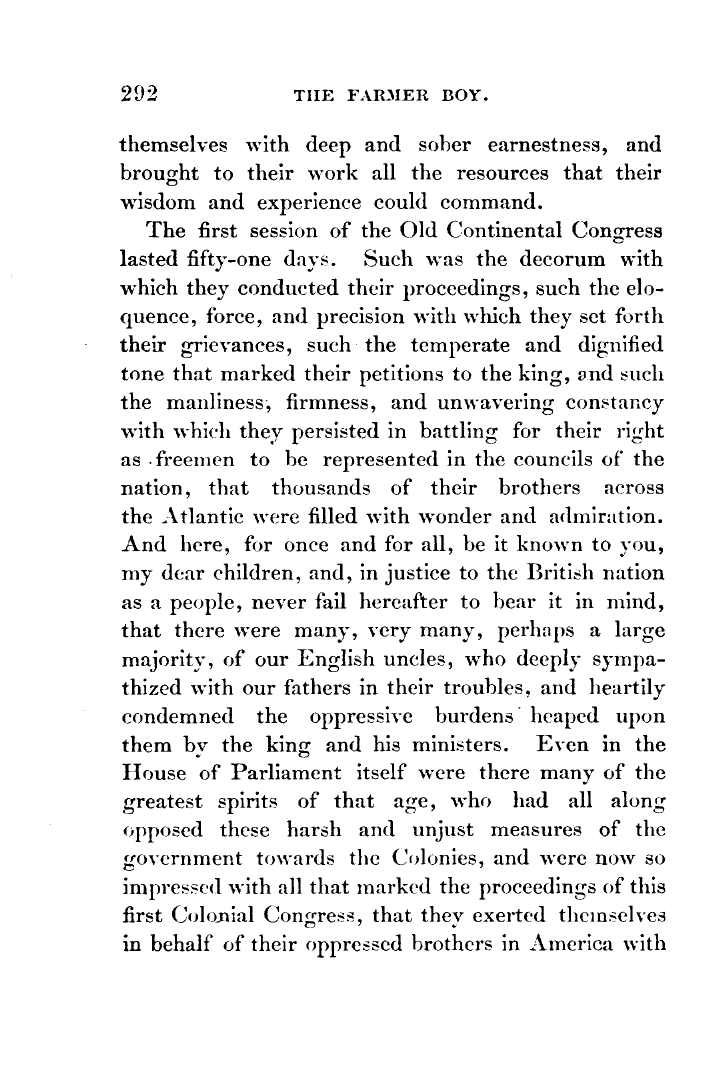 292 THE FARMER BOY.
themselves with deep and sober earnestness, and
brought to their work all the resources that their
wisdom and experience could command.
The first session of the Old Continental Congress
lasted fifty-one days. Such was the decorum with
which they conducted their proceedings, such the elo-
quence, force, and precision with which they set forth
their grievances, such the temperate and dignified
tone that marked their petitions to the king, and such
the manliness, firmness, and unwavering constancy
with which they persisted in battling for their right
as freemen to be represented in the councils of the
nation, that thousands of their brothers across
the Atlantic were filled with wonder and admiration.
And here, for once and for all, be it known to you,
my dear children, and, in justice to the British nation
as a people, never fail hereafter to bear it in mind,
that there were many, very many, perhaps a large
majority, of our English uncles, who deeply sympa-
thized with our fathers in their troubles, and heartily
condemned the oppressive burdens heaped upon
them by the king and his ministers. Even in the
House of Parliament itself were there many of the
greatest spirits of that age, who had all along
opposed these harsh and unjust measures of the
government towards the Colonies, and were now so
impressed with all that marked the proceedings of this
first Colonial Congress, that they exerted themselves
in behalf of their oppressed brothers in America with